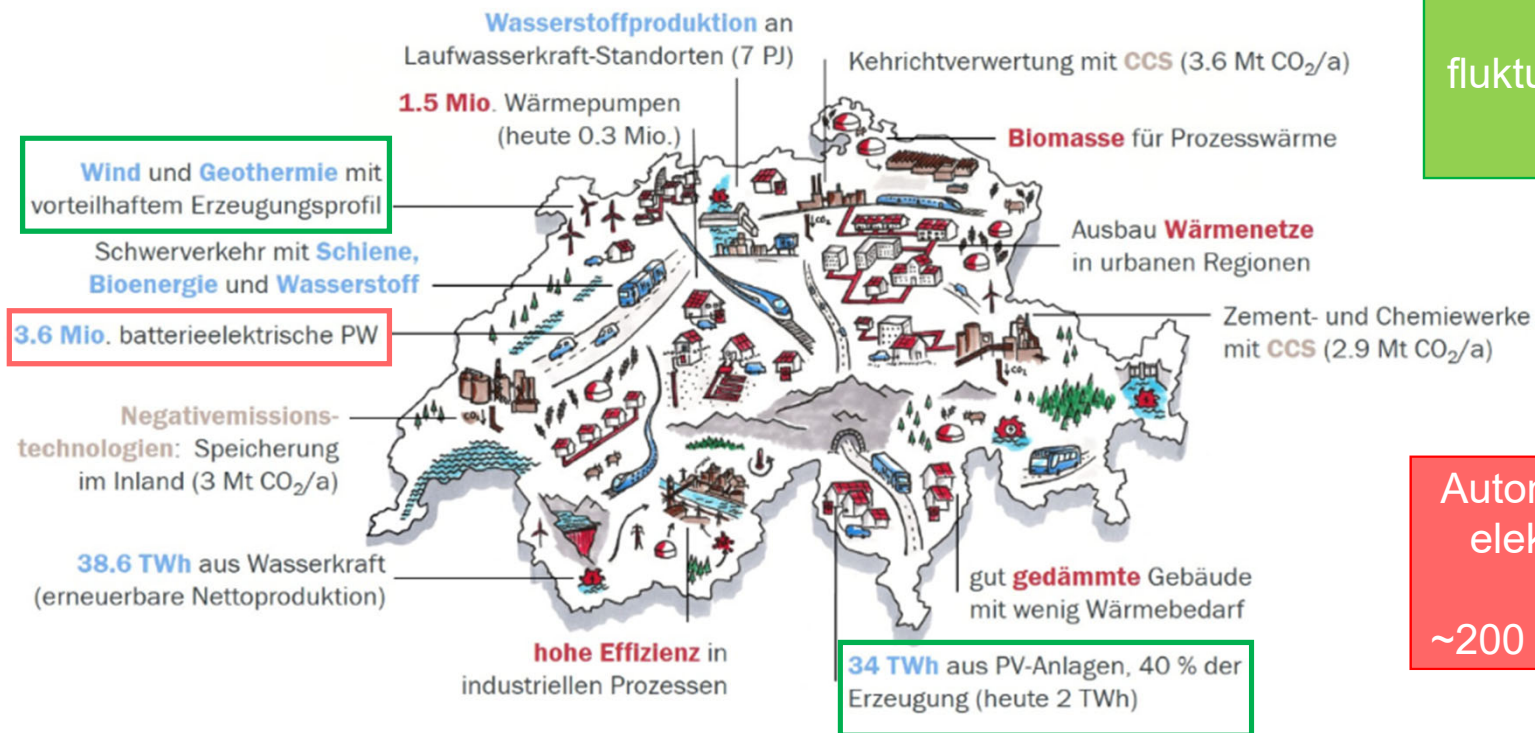 Wasserstoffproduktion an
Laufwasserkraft-Standorten (7 PJ)
Kehrichtverwertung mit CCS (3.6 Mt CO₂/a)
1.5 Mio. Wärmepumpen
(heute 0.3 Mio.)
Biomasse für Prozesswärme
Wind und Geothermie mit
vorteilhaftem Erzeugungsprofil
Ausbau Wärmenetze
in urbanen Regionen
Schwerverkehr mit Schiene,
Bioenergie und Wasserstoff
3.6 Mio. batterieelektrische PW
Zement- und Chemiewerke
mit CCS (2.9 Mt CO₂/a)
Negativemissions-
technologien: Speicherung
im Inland (3 Mt CO₂/a)
38.6 TWh aus Wasserkraft
(erneuerbare Nettoproduktion)
gut gedämmte Gebäude
mit wenig Wärmebedarf
hohe Effizienz in
industriellen Prozessen
34 TWh aus PV-Anlagen, 40 % der
Erzeugung (heute 2 TWh)
CO₂
CO₂
CO₂
~200